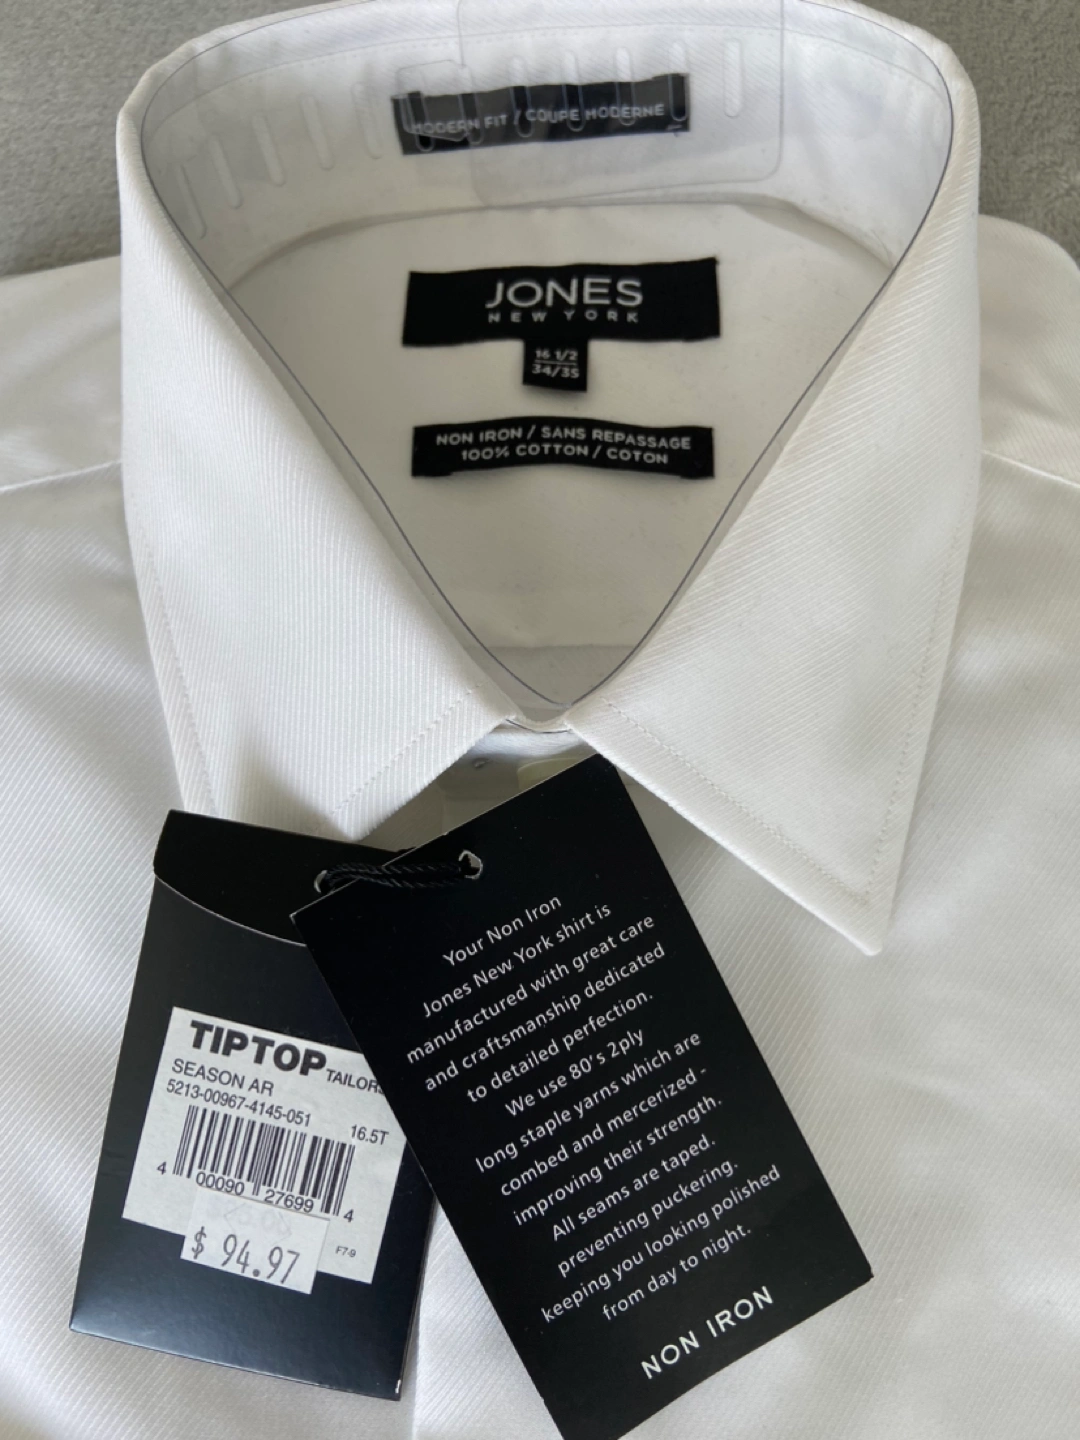 MODERN FIT / COUPE MODERNE
JONES
NEW YORK
16 1/2
34/35
NON IRON / SANS REPASSAGE
100% COTTON / COTON
Your Non Iron
Jones New York shirt is
manufactured with great care
and craftsmanship dedicated
to detailed perfection.
We use 80's 2ply
long staple yarns which are
combed and mercerized -
improving their strength.
All seams are taped.
preventing puckering.
keeping you looking polished
from day to night.
NON IRON
TIPTOP TAILORS
SEASON AR
5213-00967-4145-051
16.5T
4 00090 27699 4
$ 94.97
F7-9